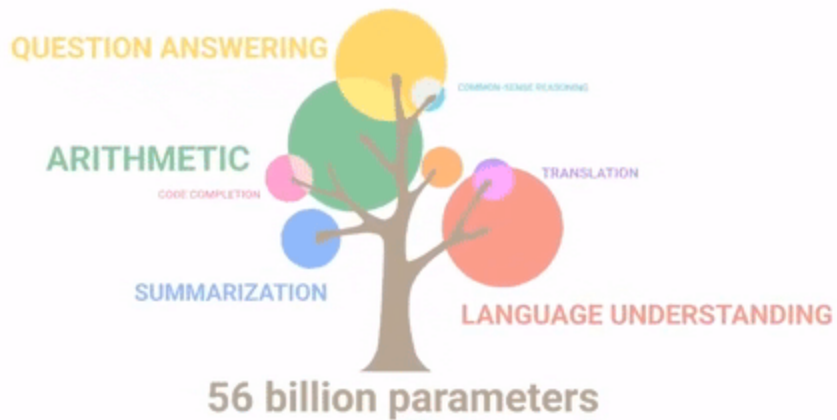 QUESTION ANSWERING
COMMON-SENSE REASONING
ARITHMETIC
TRANSLATION
CODE COMPLETION
SUMMARIZATION
LANGUAGE UNDERSTANDING
56 billion parameters